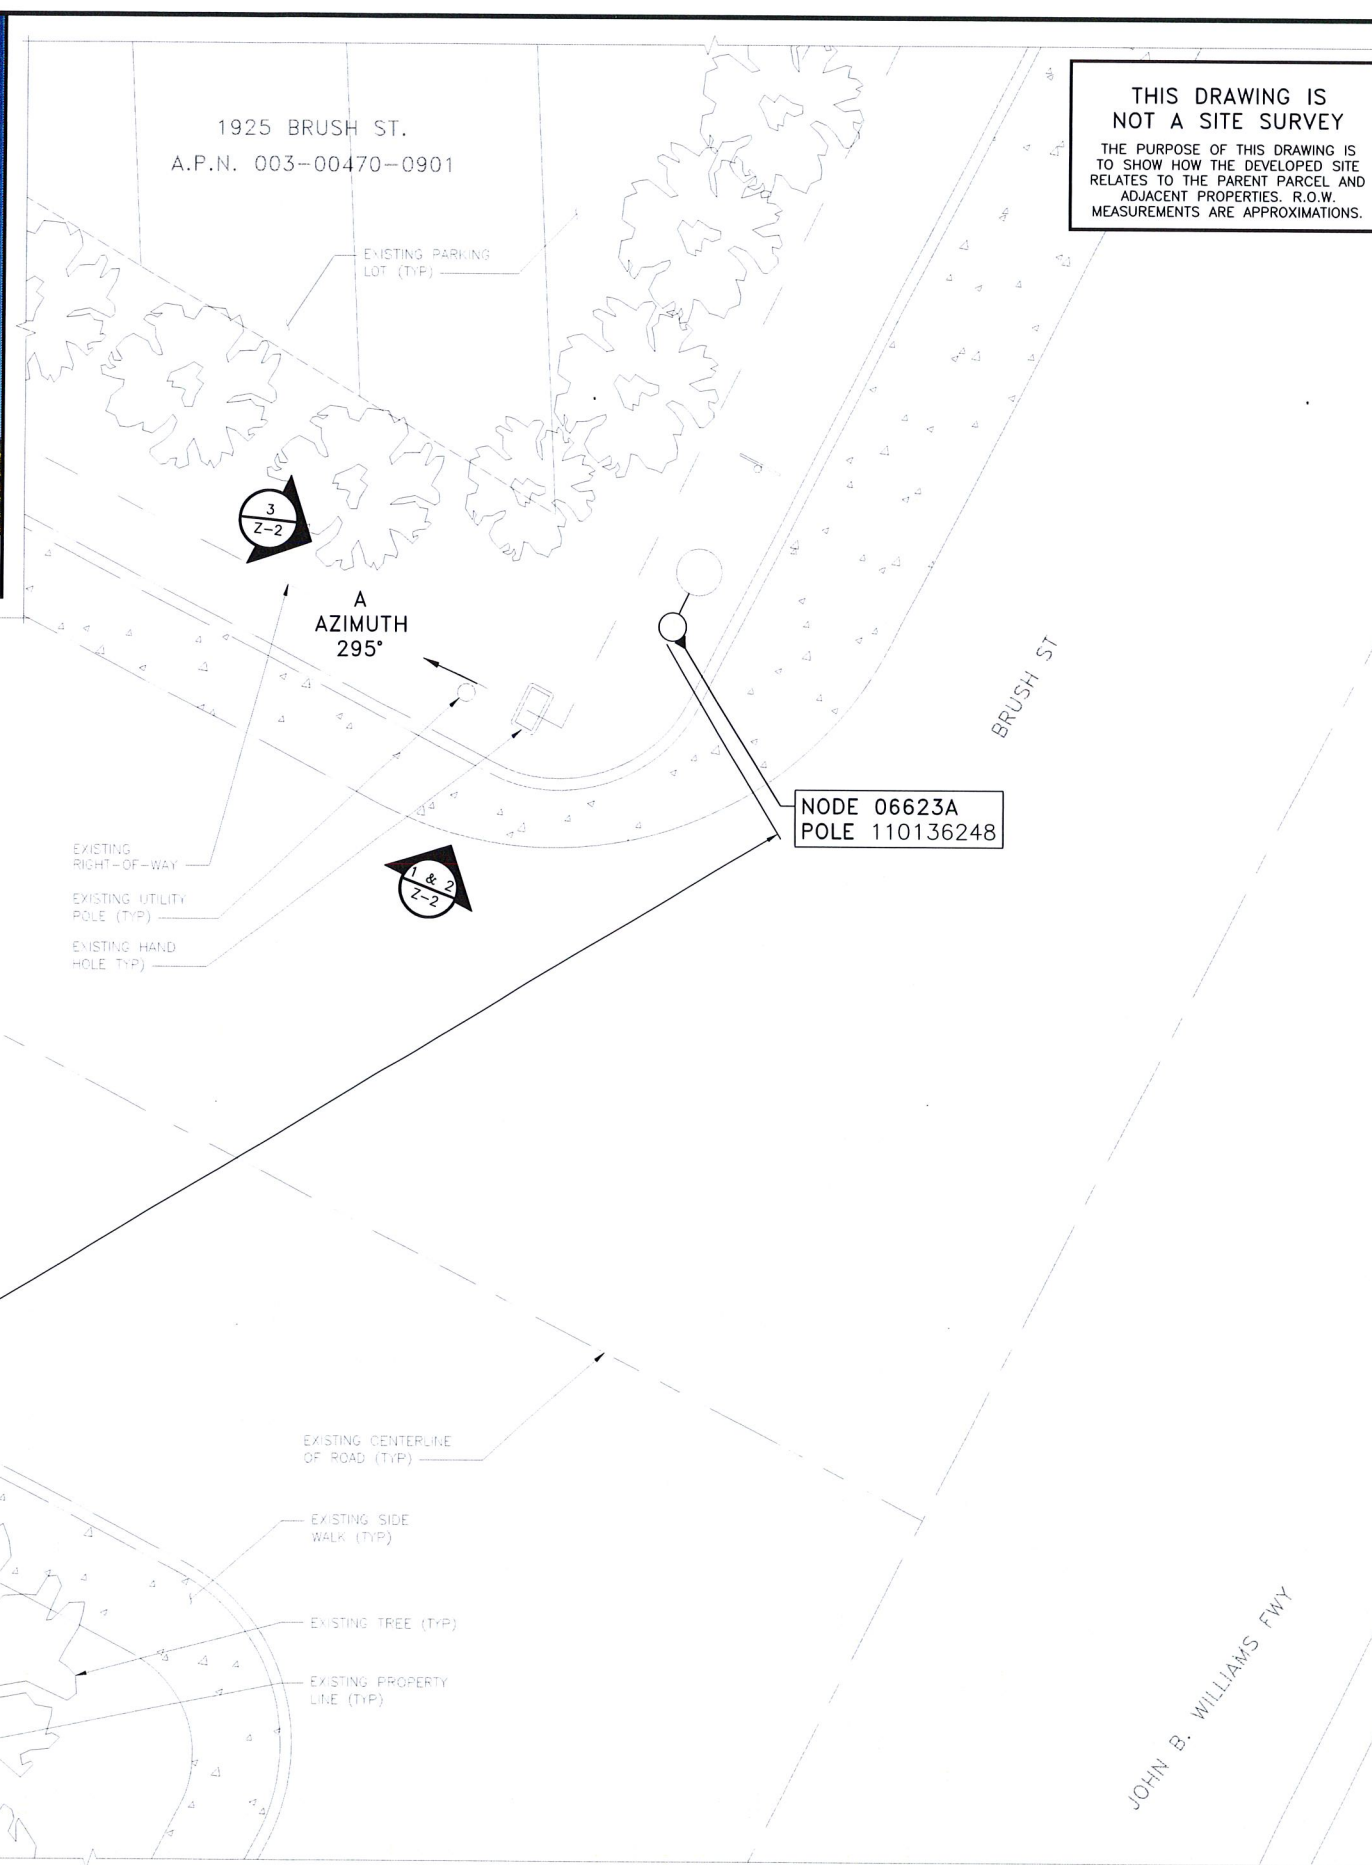 THIS DRAWING IS
NOT A SITE SURVEY
THE PURPOSE OF THIS DRAWING IS
TO SHOW HOW THE DEVELOPED SITE
RELATES TO THE PARENT PARCEL AND
ADJACENT PROPERTIES. R.O.W.
MEASUREMENTS ARE APPROXIMATIONS.
1925 BRUSH ST.
A.P.N. 003-00470-0901
EXISTING PARKING
LOT (TYP)
3
Z-2
A
AZIMUTH
295°
BRUSH ST
NODE 06623A
POLE 110136248
EXISTING
RIGHT-OF-WAY
1 & 2
Z-2
EXISTING UTILITY
POLE (TYP)
EXISTING HAND
HOLE TYP)
EXISTING CENTERLINE
OF ROAD (TYP)
EXISTING SIDE
WALK (TYP)
EXISTING TREE (TYP)
EXISTING PROPERTY
LINE (TYP)
JOHN B. WILLIAMS FWY